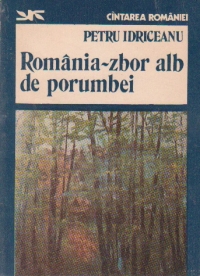 CÎNTAREA ROMÂNIEI
PETRU IDRICEANU
România-zbor alb
de porumbei